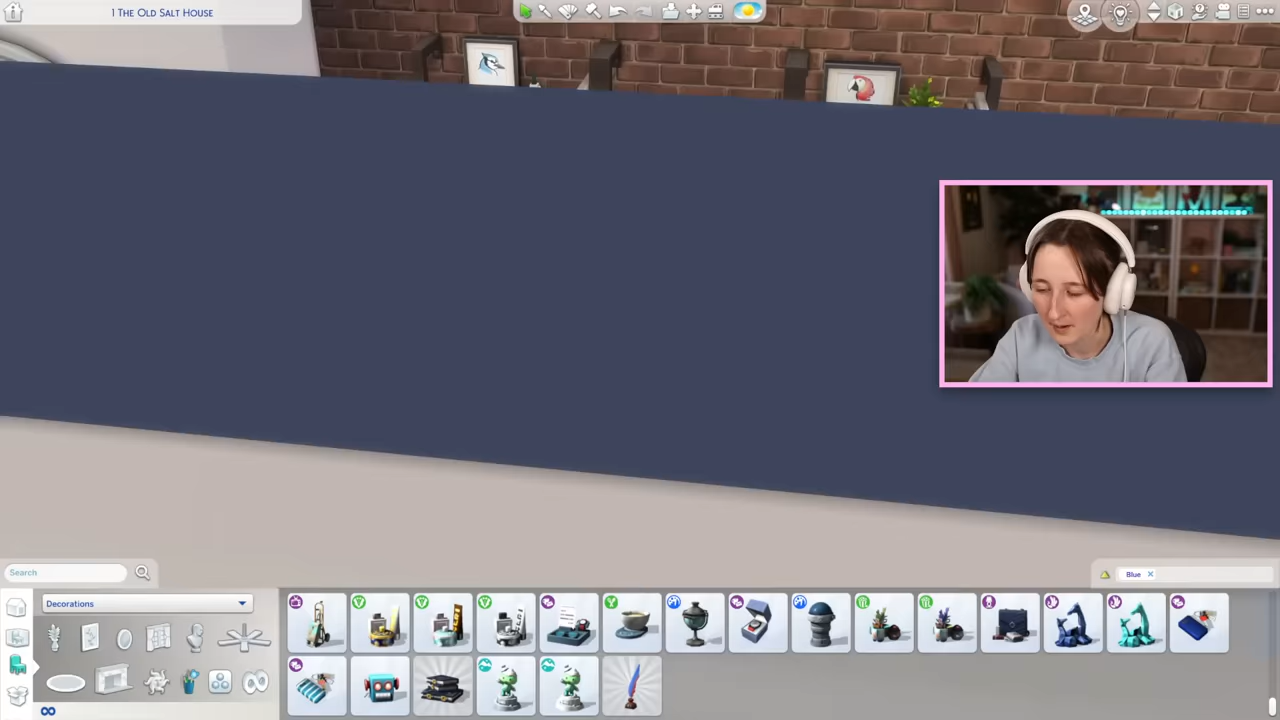 1 The Old Salt House
Search
Blue
Decorations